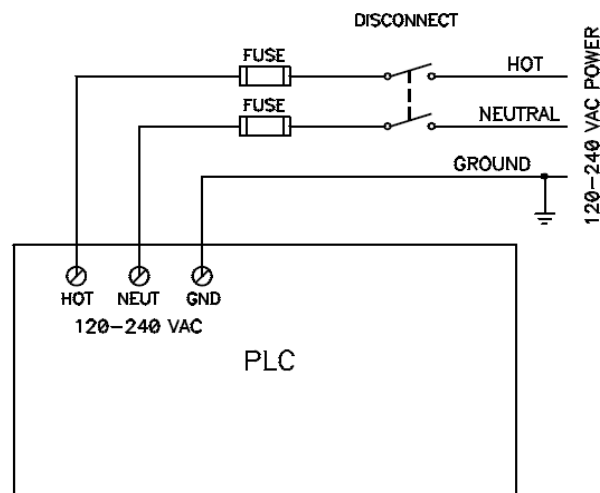 DISCONNECT
FUSE
HOT
FUSE
NEUTRAL
GROUND
120-240 VAC POWER
HOT NEUT GND
120-240 VAC
PLC